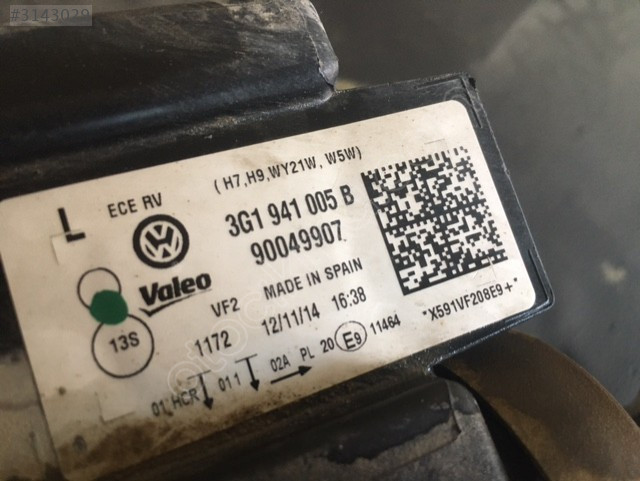 #3143029
L ECE RV (H7,H9,WY21W, W5W)
3G1 941 005 B
90049907
Valeo
VF2 MADE IN SPAIN
13S 1172 12/11/14 16:38
*X591VF208E9+*
01 HCR 01 1 02A PL 20 E9 11464